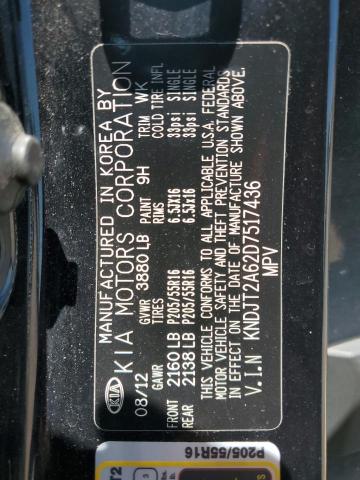 MANUFACTURED IN KOREA BY
KIA KIA MOTORS CORPORATION
08/12 GVWR 3880 LB PAINT 9H TRIM WK
GAWR TIRES RIMS COLD TIRE INFL
FRONT 2160 LB P205/55R16 6.5JX16 33psi SINGLE
REAR 2138 LB P205/55R16 6.5JX16 33psi SINGLE
THIS VEHICLE CONFORMS TO ALL APPLICABLE U.S.A. FEDERAL
MOTOR VEHICLE SAFETY AND THEFT PREVENTION STANDARDS
IN EFFECT ON THE DATE OF MANUFACTURE SHOWN ABOVE.
V.I.N KNDJT2A62D7517436
MPV
P205/55R16